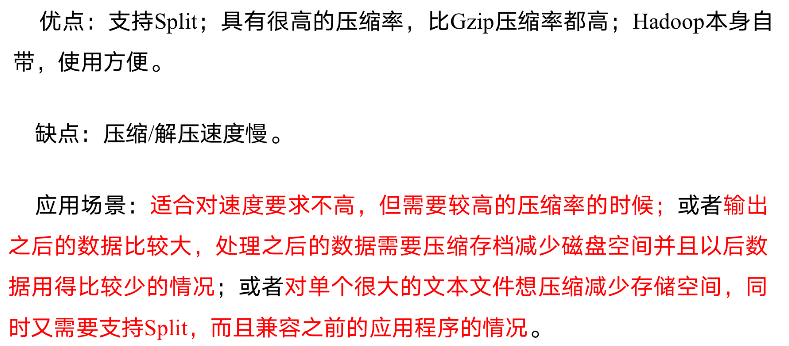 优点：支持Split；具有很高的压缩率，比Gzip压缩率都高；Hadoop本身自
带，使用方便。
缺点：压缩/解压速度慢。
应用场景：适合对速度要求不高，但需要较高的压缩率的时候；或者输出
之后的数据比较大，处理之后的数据需要压缩存档减少磁盘空间并且以后数
据用得比较少的情况；或者对单个很大的文本文件想压缩减少存储空间，同
时又需要支持Split，而且兼容之前的应用程序的情况。